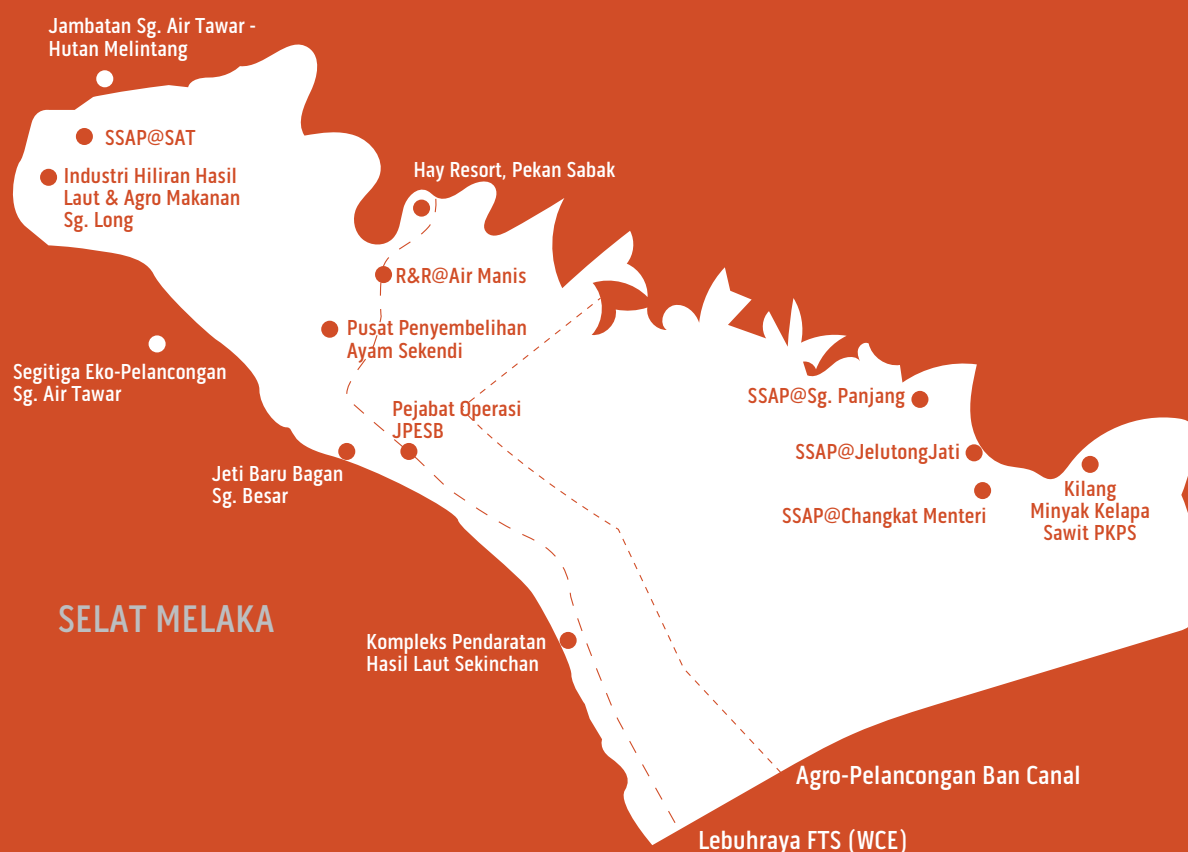 Jambatan Sg. Air Tawar -
Hutan Melintang
SSAP@SAT
Industri Hiliran Hasil
Laut & Agro Makanan
Sg. Long
Hay Resort, Pekan Sabak
R&R@Air Manis
Pusat Penyembelihan
Ayam Sekendi
Segitiga Eko-Pelancongan
Sg. Air Tawar
Pejabat Operasi
JPESB
SSAP@Sg. Panjang
SSAP@JelutongJati
Jeti Baru Bagan
Sg. Besar
SSAP@Changkat Menteri
Kilang
Minyak Kelapa
Sawit PKPS
SELAT MELAKA
Kompleks Pendaratan
Hasil Laut Sekinchan
Agro-Pelancongan Ban Canal
Lebuhraya FTS (WCE)